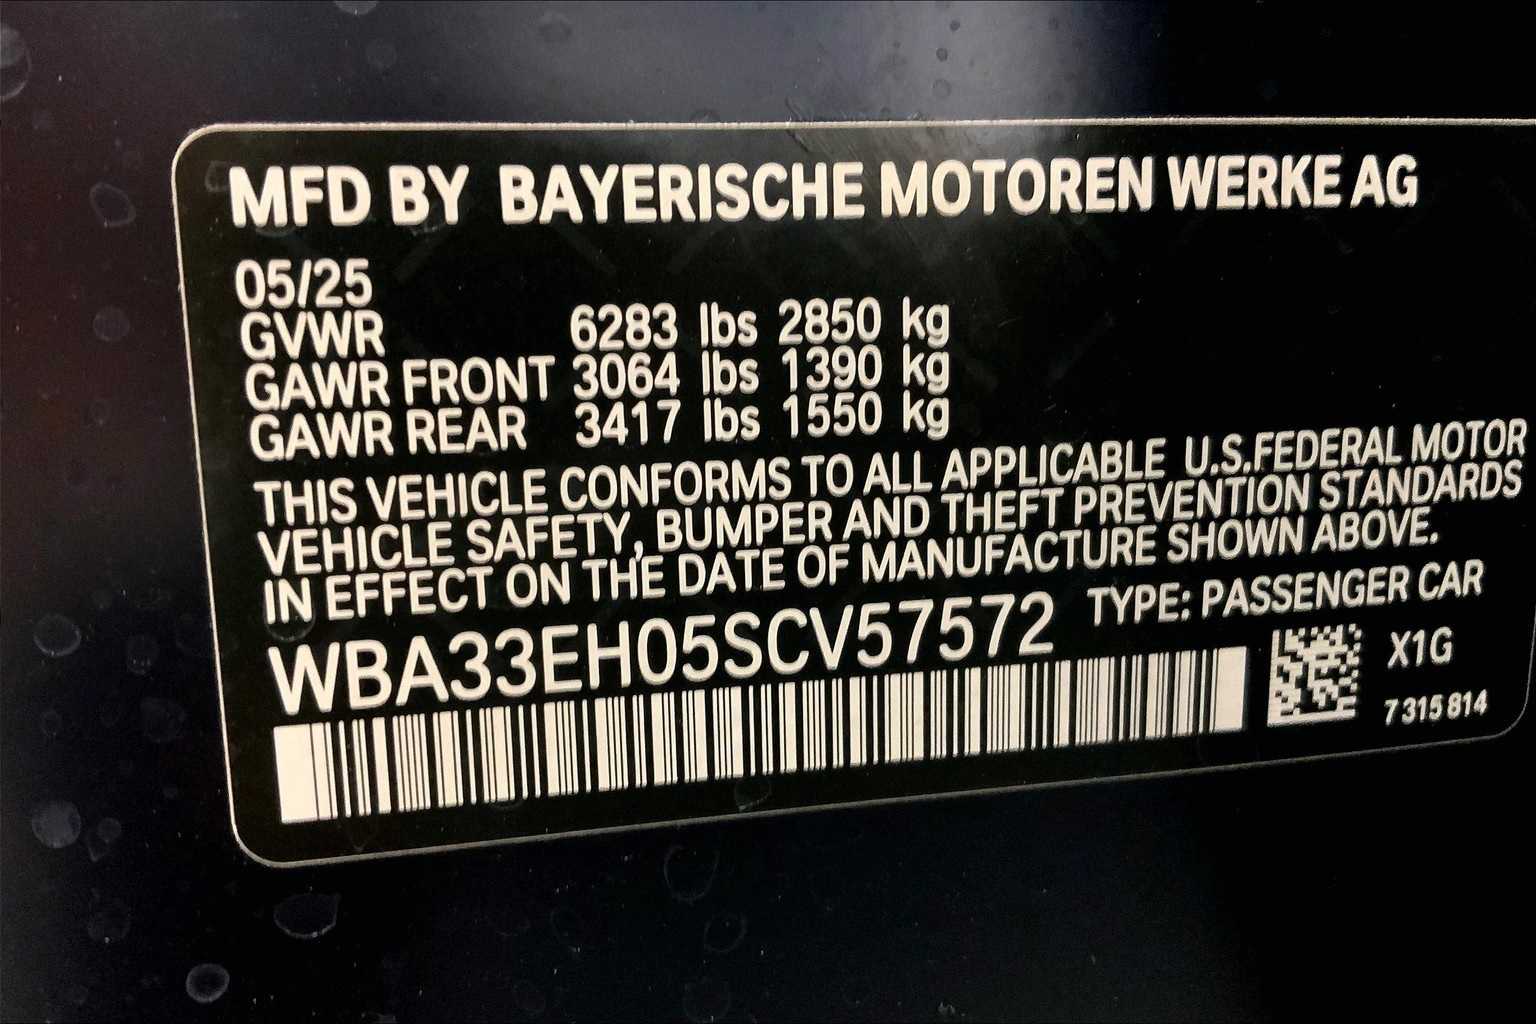 MFD BY BAYERISCHE MOTOREN WERKE AG
05/25
GVWR 6283 lbs 2850 kg
GAWR FRONT 3064 lbs 1390 kg
GAWR REAR 3417 lbs 1550 kg
THIS VEHICLE CONFORMS TO ALL APPLICABLE U.S.FEDERAL MOTOR
VEHICLE SAFETY, BUMPER AND THEFT PREVENTION STANDARDS
IN EFFECT ON THE DATE OF MANUFACTURE SHOWN ABOVE.
WBA33EH05SCV57572 TYPE: PASSENGER CAR
X1G
7 315 814